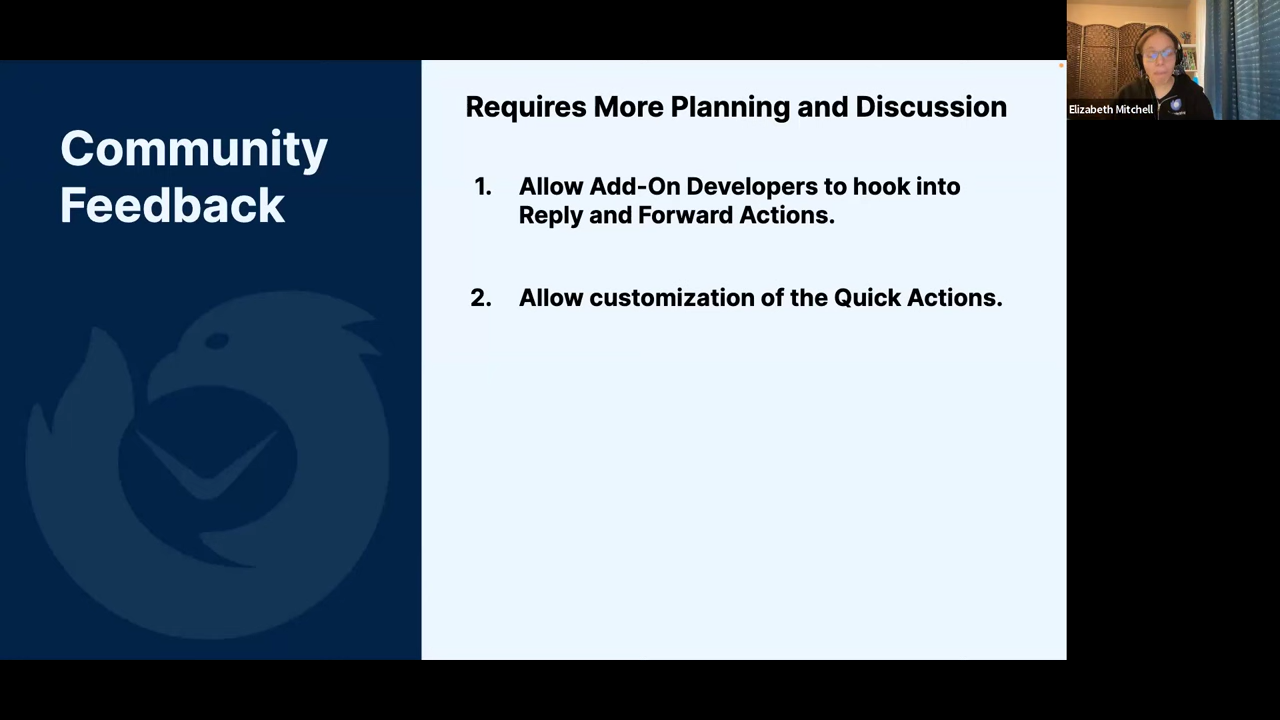 Community
Feedback
Requires More Planning and Discussion
1. Allow Add-On Developers to hook into
Reply and Forward Actions.
2. Allow customization of the Quick Actions.
Elizabeth Mitchell